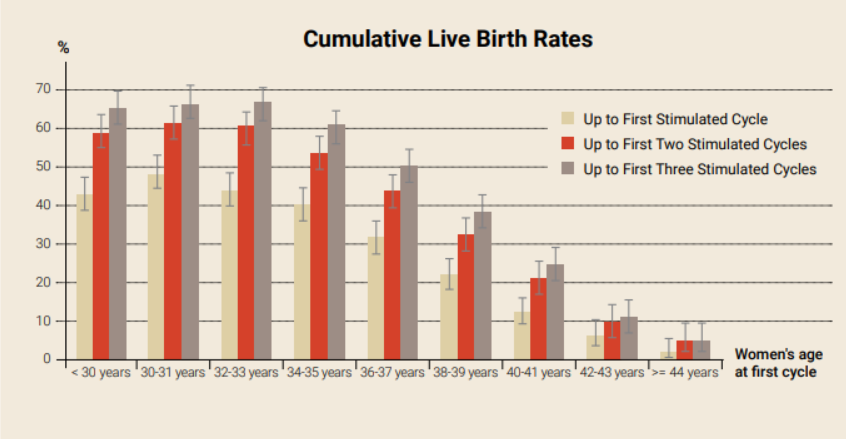 Cumulative Live Birth Rates
%
70
60
50
40
30
20
10
0
Up to First Stimulated Cycle
Up to First Two Stimulated Cycles
Up to First Three Stimulated Cycles
< 30 years 30-31 years 32-33 years 34-35 years 36-37 years 38-39 years 40-41 years 42-43 years >= 44 years
Women's age
at first cycle